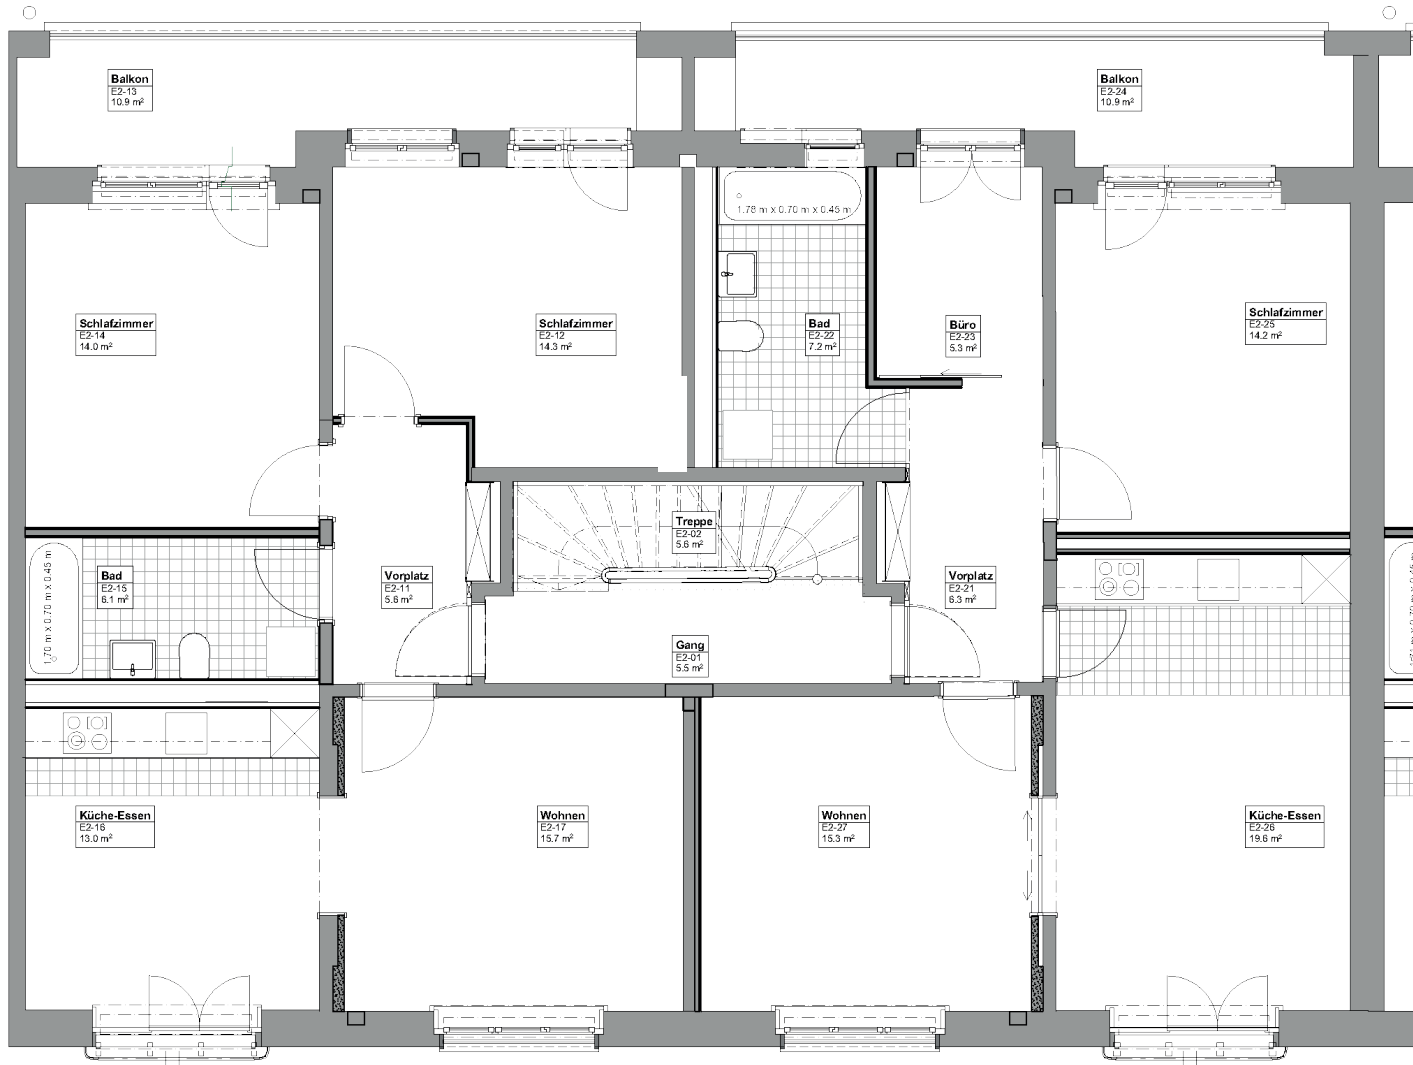 Balkon
E2-13
10.9 m²
Balkon
E2-24
10.9 m²
1.78 m x 0.70 m x 0.45 m
Schlafzimmer
E2-14
14.0 m²
Schlafzimmer
E2-12
14.3 m²
Bad
E2-22
7.2 m²
Büro
E2-23
5.3 m²
Schlafzimmer
E2-25
14.2 m²
Treppe
E2-02
5.6 m²
1.70 m x 0.70 m x 0.45 m
Bad
E2-15
6.1 m²
Vorplatz
E2-11
5.6 m²
Vorplatz
E2-21
6.3 m²
Gang
E2-01
5.5 m²
Küche-Essen
E2-16
13.0 m²
Wohnen
E2-17
15.7 m²
Wohnen
E2-27
15.3 m²
Küche-Essen
E2-26
19.6 m²